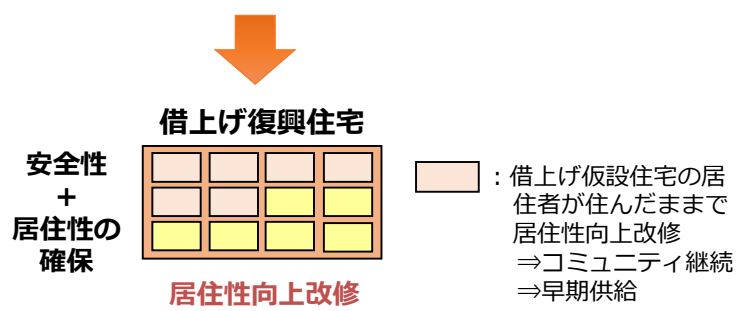 借上げ復興住宅
安全性
+
居住性の
確保
居住性向上改修
：借上げ仮設住宅の居
住者が住んだままで
居住性向上改修
⇒コミュニティ継続
⇒早期供給